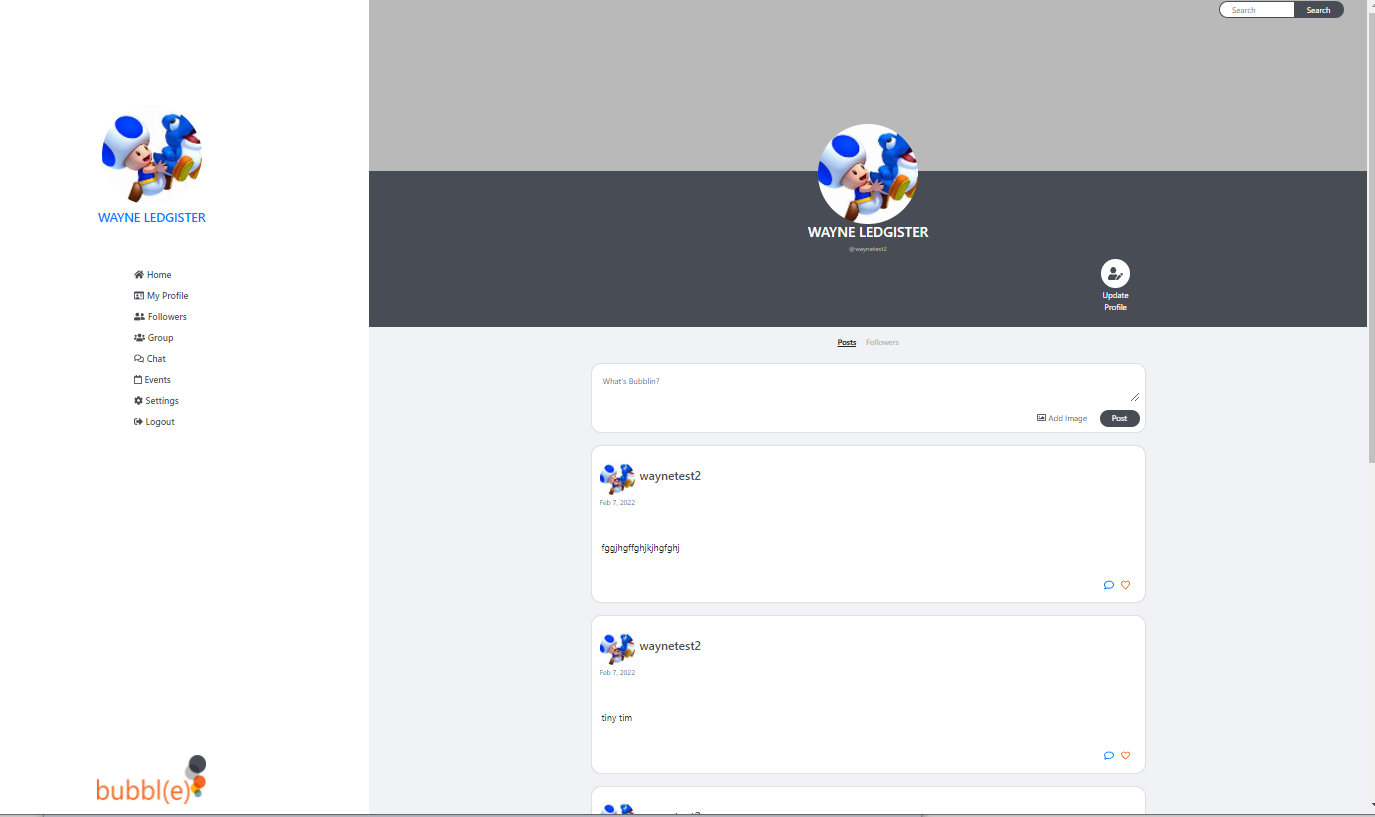 Search Search
WAYNE LEDGISTER
Home
My Profile
Followers
Group
Chat
Events
Settings
Logout
bubbl(e)
WAYNE LEDGISTER
@waynetest2
Update
Profile
Posts Followers
What's Bubblin?
Add Image Post
waynetest2
Feb 7, 2022
fggjhgffghjkjhgfghj
waynetest2
Feb 7, 2022
tiny tim